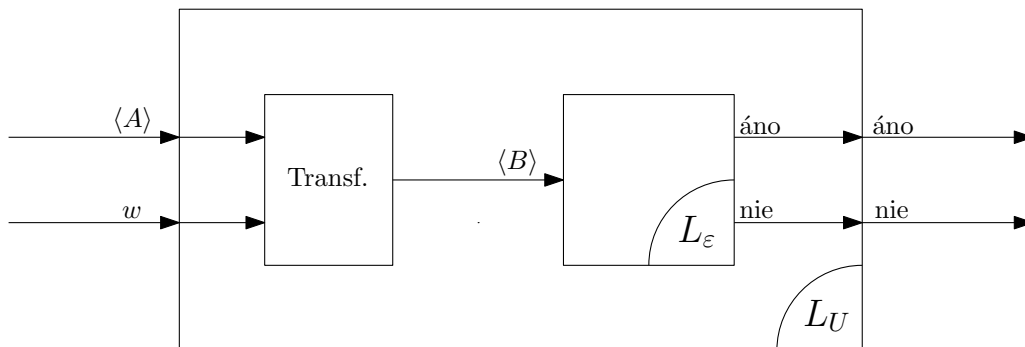 ⟨A⟩
áno
áno
⟨B⟩
Transf.
w
nie
nie
L_ε
L_U